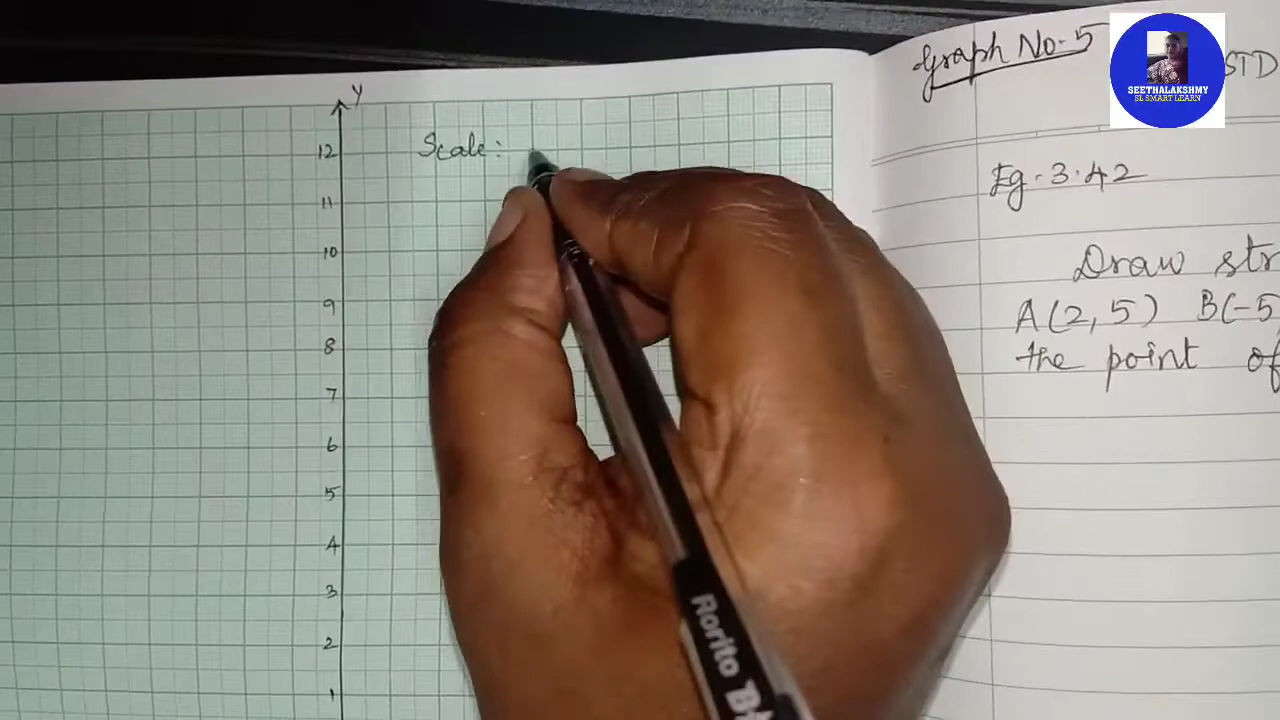 Graph No-5
STD
SEETHALAKSHMY
SL SMART LEARN
Y
Scale:
12
11
10
9
8
7
6
5
4
3
2
1
Eg-3.42
Draw str
A(2,5) B(-5
the point of
Rorito